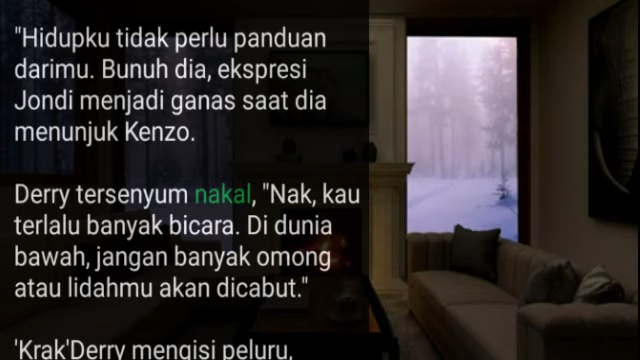 "Hidupku tidak perlu panduan
darimu. Bunuh dia, ekspresi
Jondi menjadi ganas saat dia
menunjuk Kenzo.
Derry tersenyum nakal, "Nak, kau
terlalu banyak bicara. Di dunia
bawah, jangan banyak omong
atau lidahmu akan dicabut."
'Krak'Derry mengisi peluru,